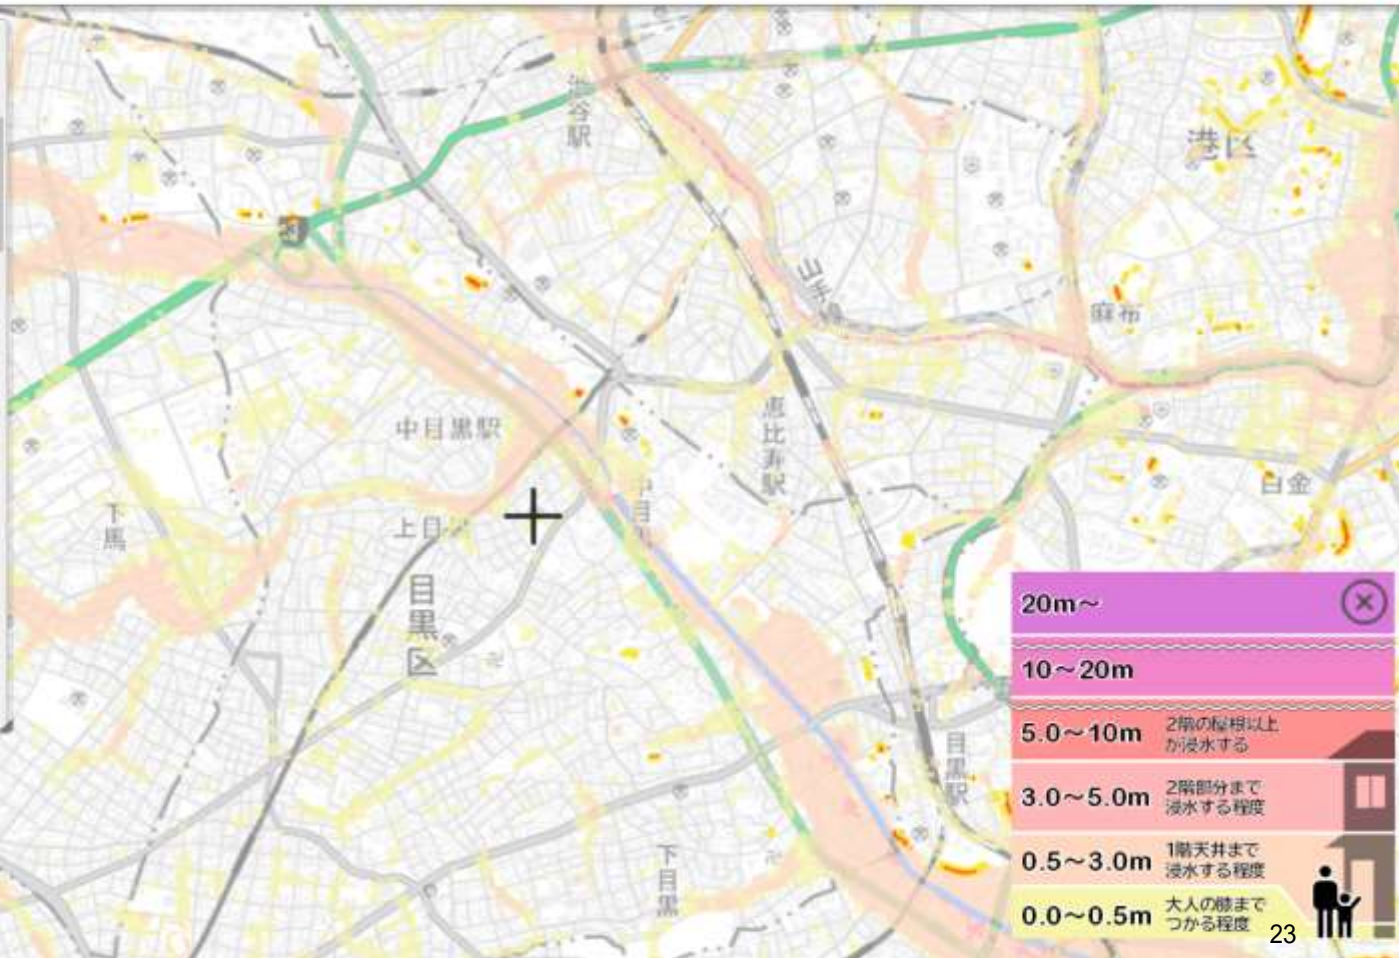 渋谷駅
港区
山手線
麻布
中目黒駅
恵比寿駅
白金
下馬
中目黒
目黒区
目黒駅
下目黒
20m～
10～20m
5.0～10m 2階の屋根以上
が浸水する
3.0～5.0m 2階部分まで
浸水する程度
0.5～3.0m 1階天井まで
浸水する程度
0.0～0.5m 大人の膝まで
つかる程度
23